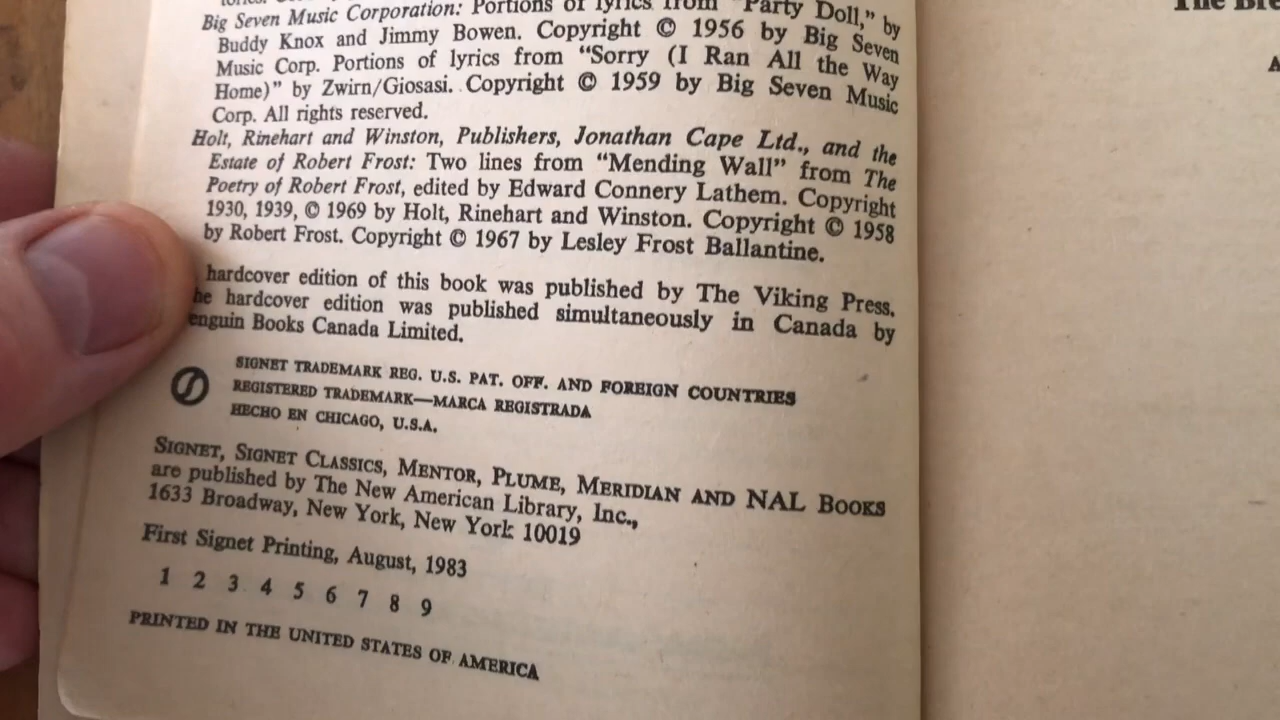 Big Seven Music Corporation: Portions of lyrics from "Party Doll," by
Buddy Knox and Jimmy Bowen. Copyright © 1956 by Big Seven
Music Corp. Portions of lyrics from "Sorry (I Ran All the Way
Home)" by Zwirn/Giosasi. Copyright © 1959 by Big Seven Music
Corp. All rights reserved.
Holt, Rinehart and Winston, Publishers, Jonathan Cape Ltd., and the
Estate of Robert Frost: Two lines from "Mending Wall" from The
Poetry of Robert Frost, edited by Edward Connery Lathem. Copyright
1930, 1939, © 1969 by Holt, Rinehart and Winston. Copyright © 1958
by Robert Frost. Copyright © 1967 by Lesley Frost Ballantine.
hardcover edition of this book was published by The Viking Press.
he hardcover edition was published simultaneously in Canada by
enguin Books Canada Limited.
SIGNET TRADEMARK REG. U.S. PAT. OFF. AND FOREIGN COUNTRIES
REGISTERED TRADEMARK—MARCA REGISTRADA
HECHO EN CHICAGO, U.S.A.
SIGNET, SIGNET CLASSICS, MENTOR, PLUME, MERIDIAN AND NAL BOOKS
are published by The New American Library, Inc.,
1633 Broadway, New York, New York 10019
First Signet Printing, August, 1983
1 2 3 4 5 6 7 8 9
PRINTED IN THE UNITED STATES OF AMERICA
The
A